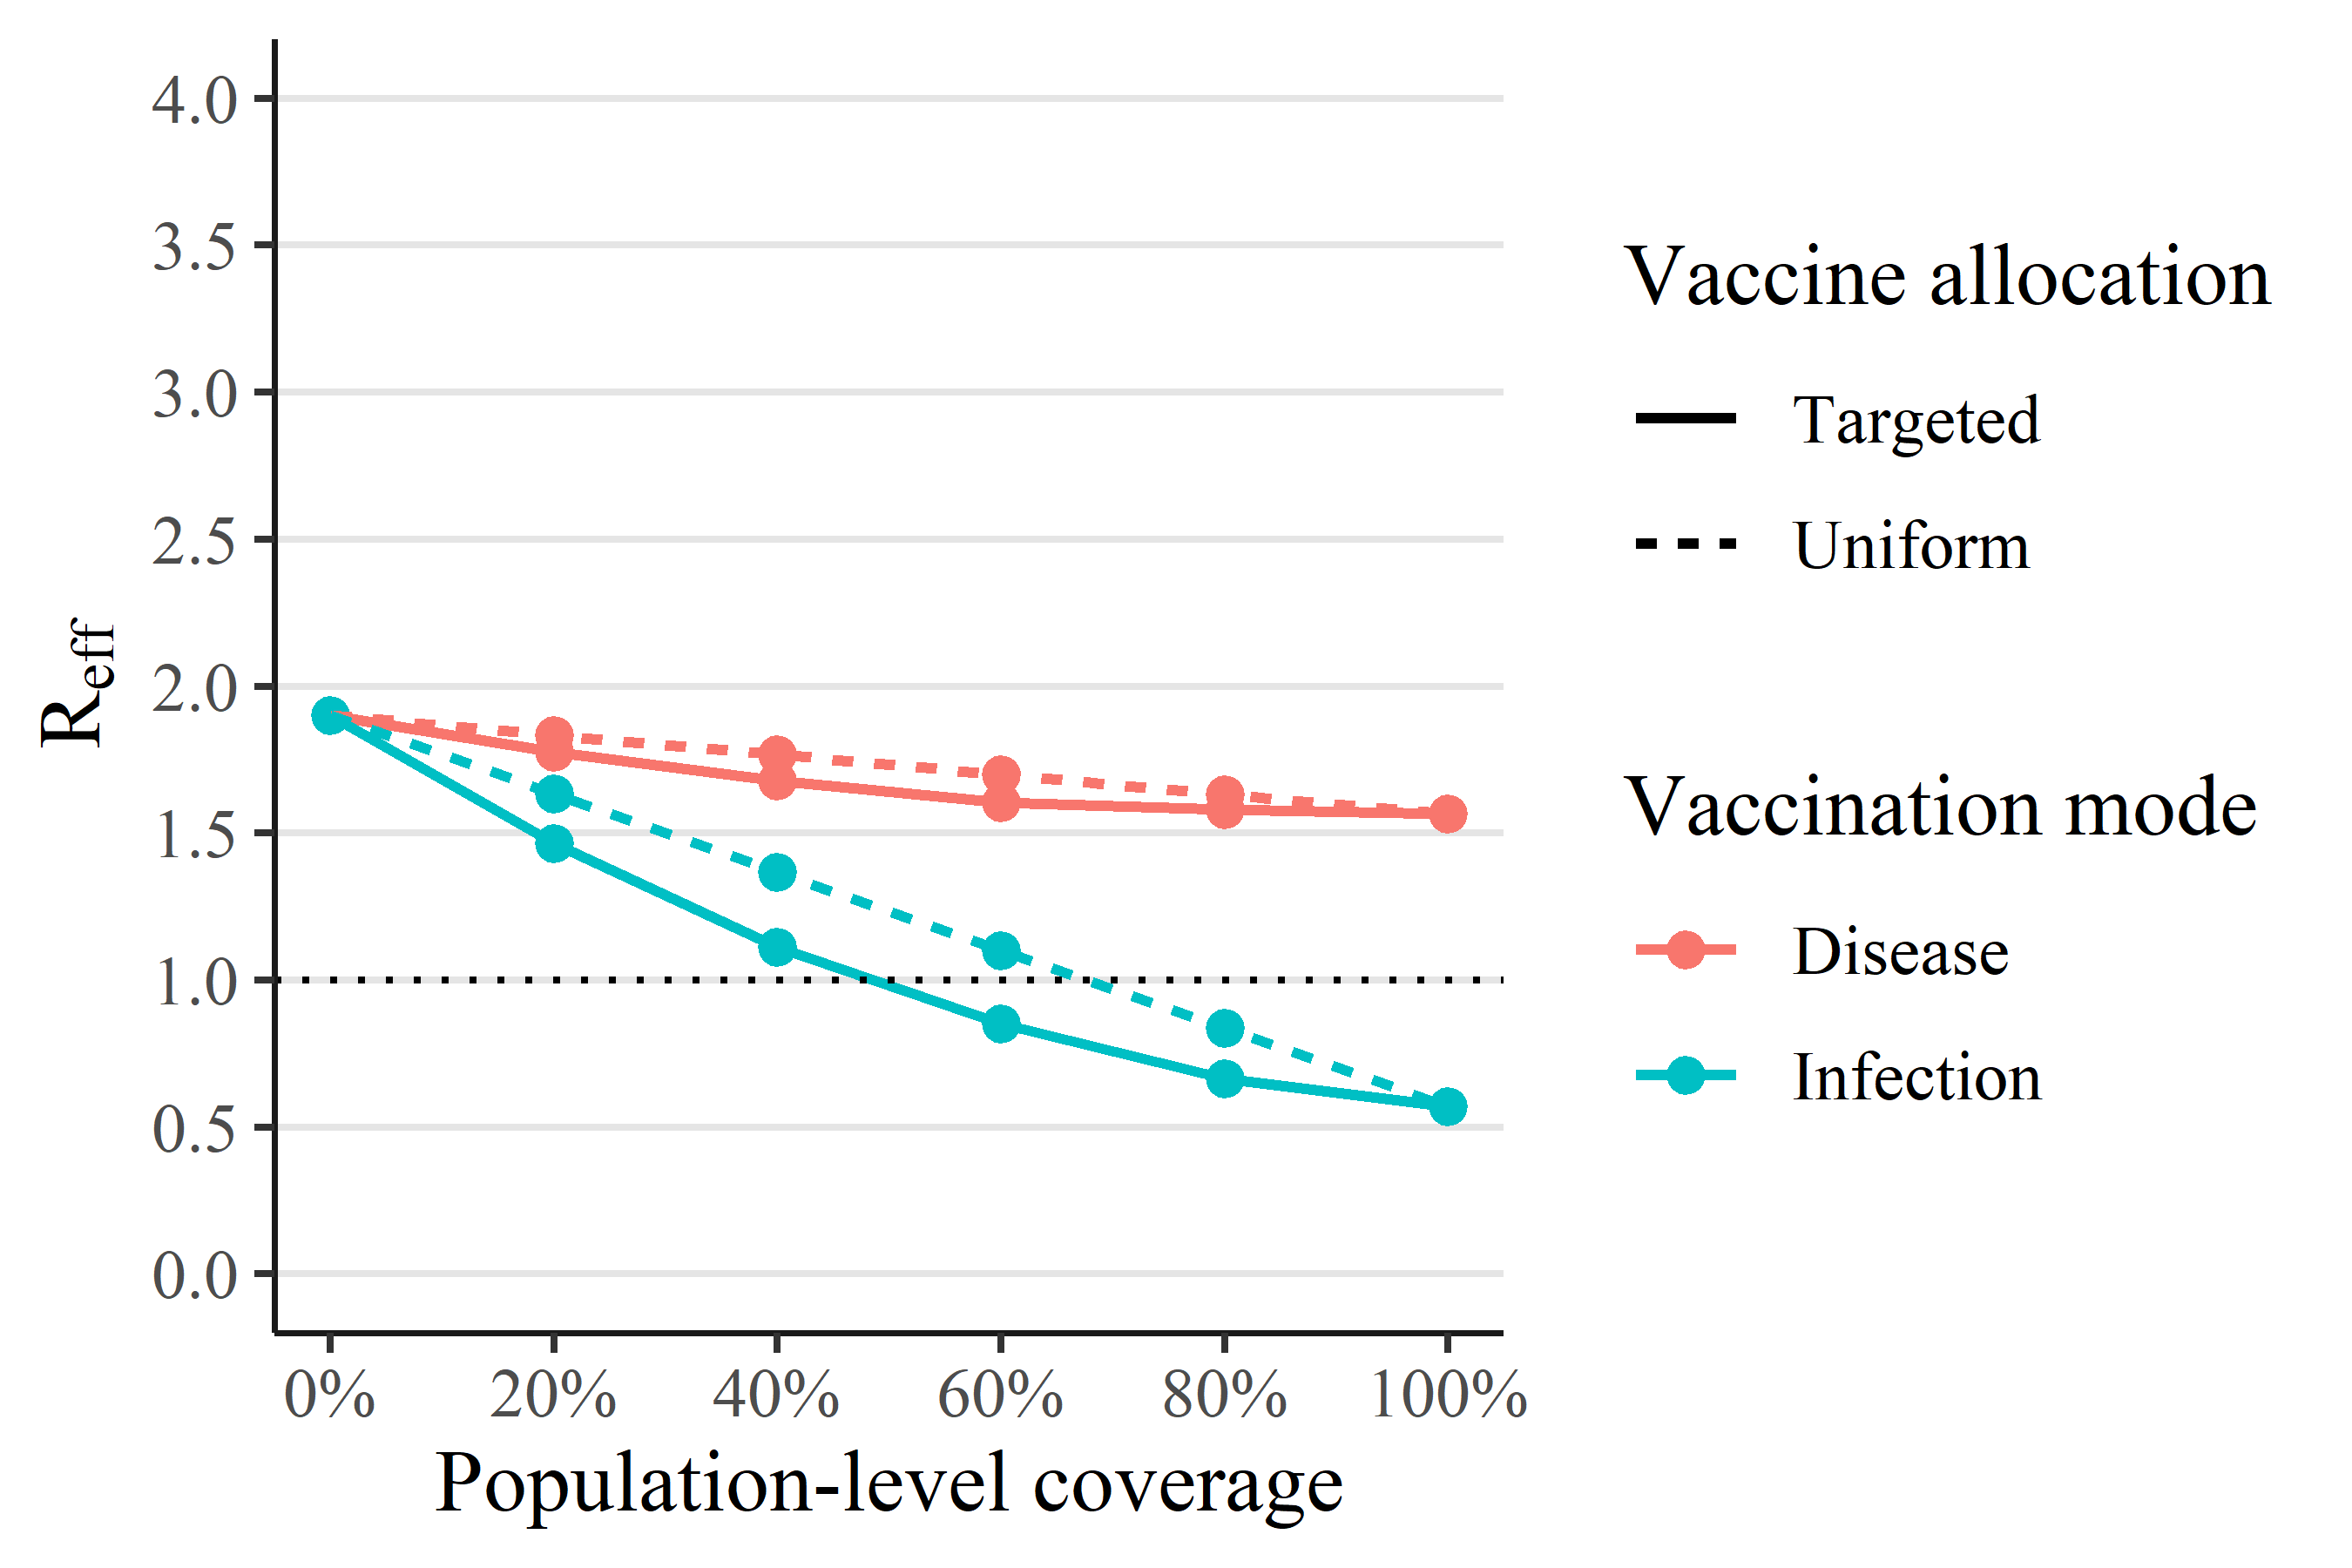 4.0
3.5
3.0
2.5
2.0
1.5
1.0
0.5
0.0
R_eff
0% 20% 40% 60% 80% 100%
Population-level coverage
Vaccine allocation
Targeted
Uniform
Vaccination mode
Disease
Infection